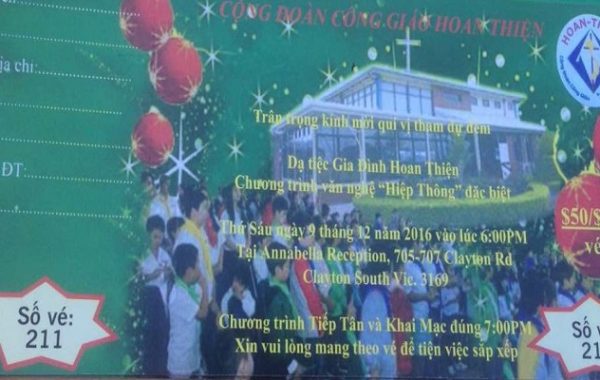 CỘNG ĐOÀN CÔNG GIÁO HOAN THIỆN
HOAN-TH
ịa chỉ:
Trân trọng kính mời quí vị tham dự đêm
ĐT:
Dạ tiệc Gia Đình Hoan Thiện
Chương trình văn nghệ "Hiệp Thông" đặc biệt
$50/
vé
Thứ Sáu ngày 9 tháng 12 năm 2016 vào lúc 6:00PM
Tại Annabella Reception, 705-707 Clayton Rd
Clayton South Vic. 3169
Số vé:
211
Chương trình Tiếp Tân và Khai Mạc đúng 7:00PM
Xin vui lòng mang theo vé để tiện việc sắp xếp
Số v
21